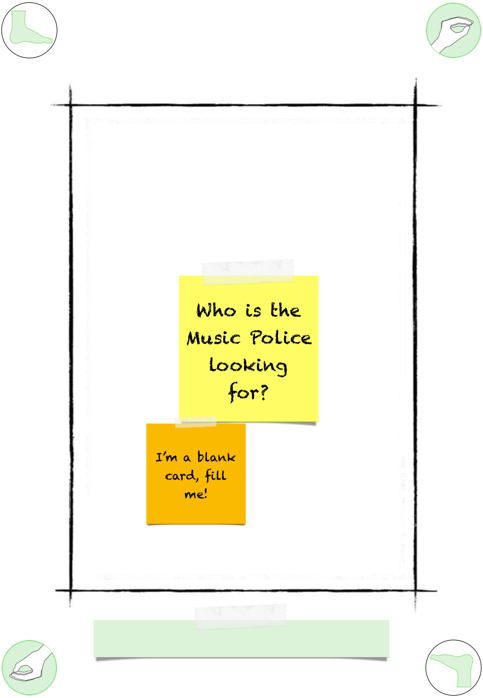 Who is the
Music Police
looking
for?
I'm a blank
card, fill
me!